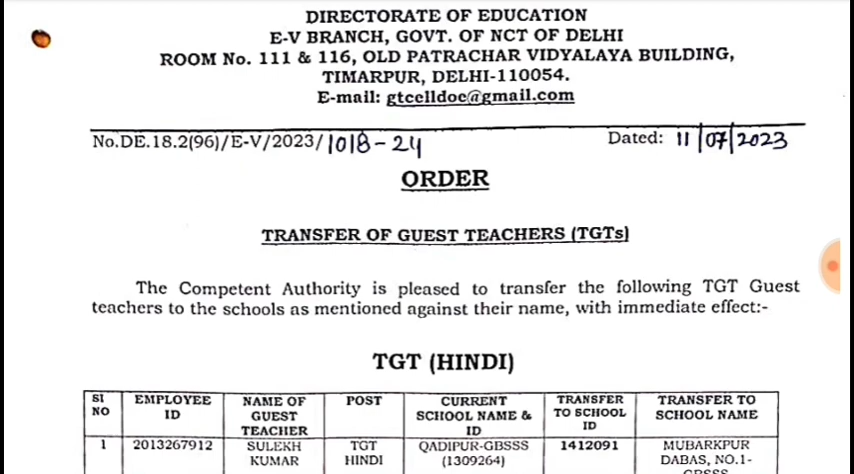 DIRECTORATE OF EDUCATION
E-V BRANCH, GOVT. OF NCT OF DELHI
ROOM No. 111 & 116, OLD PATRACHAR VIDYALAYA BUILDING,
TIMARPUR, DELHI-110054.
E-mail: gtcelldoe@gmail.com
No.DE.18.2(96)/E-V/2023/1018-24 Dated: 11/07/2023
ORDER
TRANSFER OF GUEST TEACHERS (TGTs)
The Competent Authority is pleased to transfer the following TGT Guest
teachers to the schools as mentioned against their name, with immediate effect:-
TGT (HINDI)
SI NO | EMPLOYEE ID | NAME OF GUEST TEACHER | POST | CURRENT SCHOOL NAME & ID | TRANSFER TO SCHOOL ID | TRANSFER TO SCHOOL NAME
1 | 2013267912 | SULEKH KUMAR | TGT HINDI | QADIPUR-GBSSS (1309264) | 1412091 | MUBARKPUR DABAS, NO.1-GBSSS